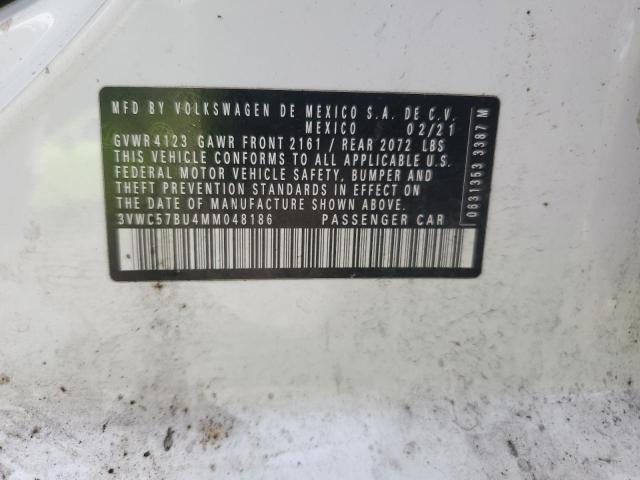 MFD BY VOLKSWAGEN DE MEXICO S.A. DE C.V.
MEXICO 02/21
GVWR 4123 GAWR FRONT 2161 / REAR 2072 LBS
THIS VEHICLE CONFORMS TO ALL APPLICABLE U.S.
FEDERAL MOTOR VEHICLE SAFETY, BUMPER AND
THEFT PREVENTION STANDARDS IN EFFECT ON
THE DATE OF MANUFACTURE SHOWN ABOVE.
3VWC57BU4MM048186 PASSENGER CAR
0631353 3387 M